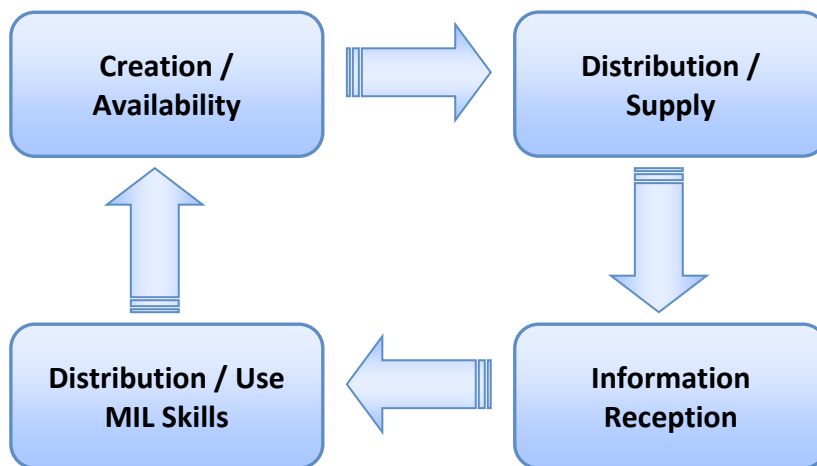 Creation /
Availability
Distribution /
Supply
Distribution / Use
MIL Skills
Information
Reception